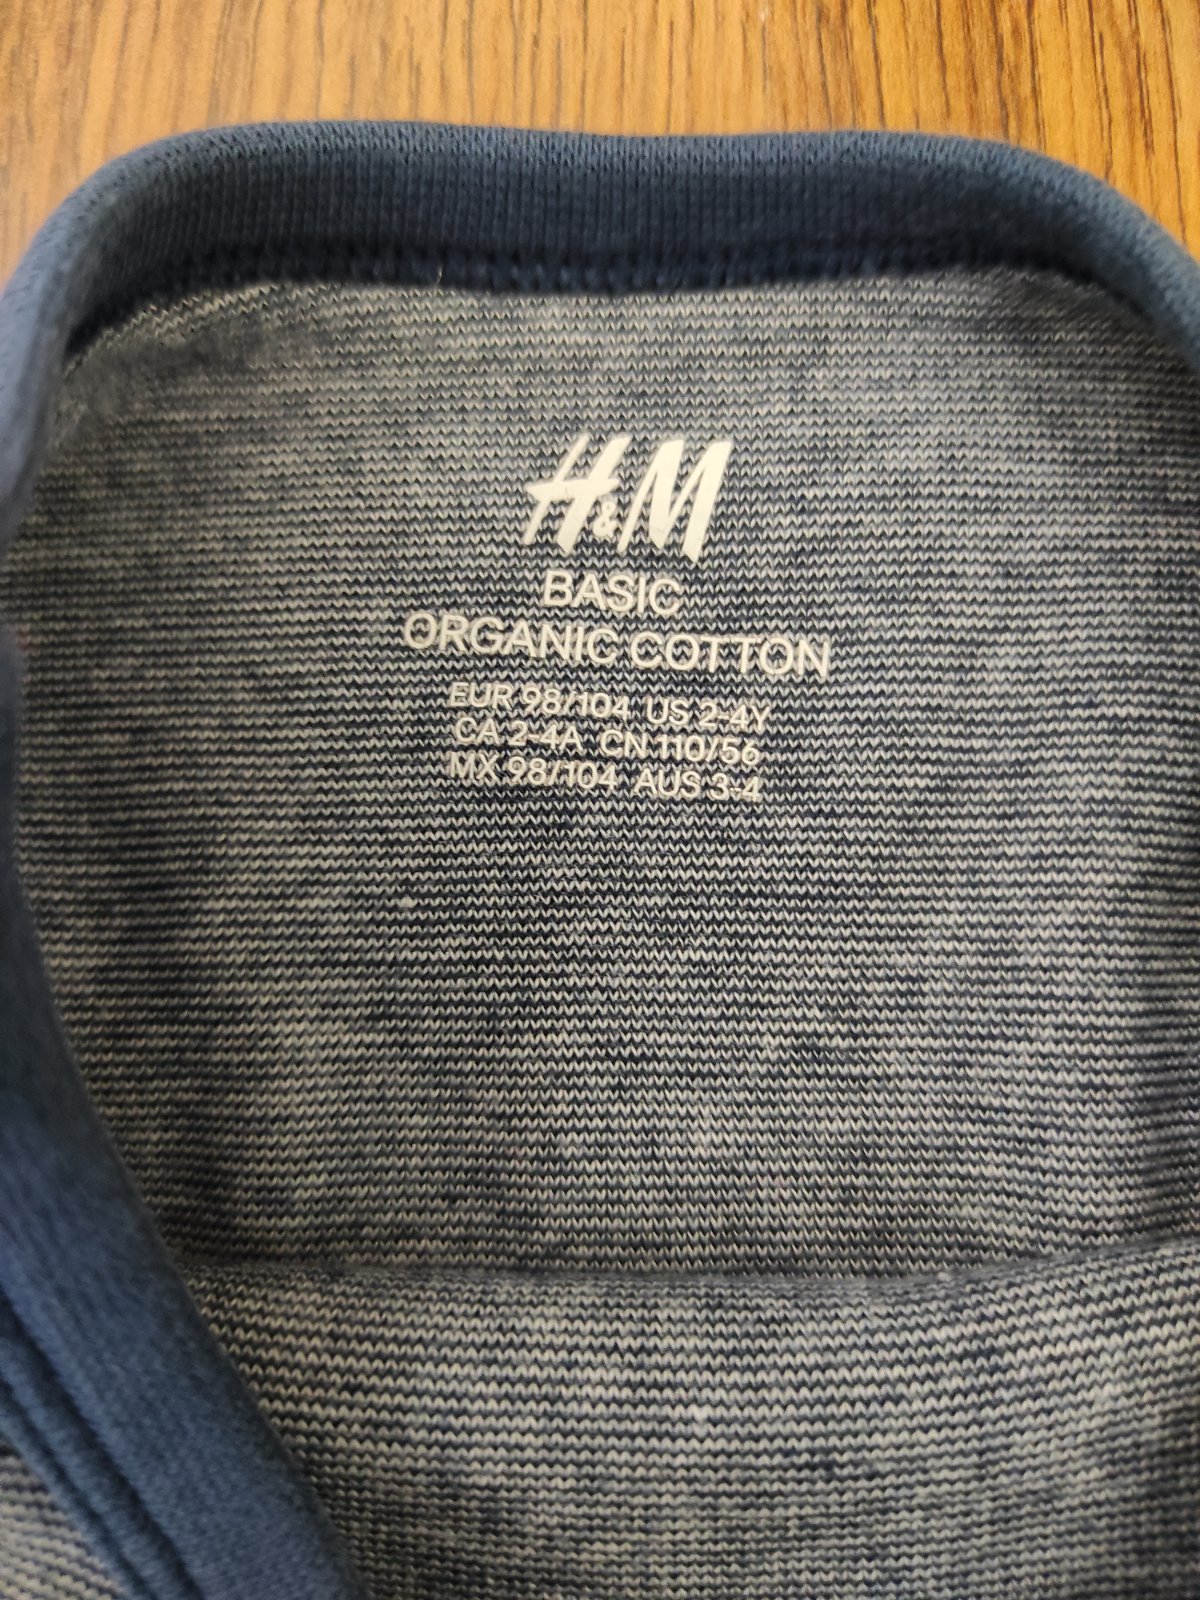 H&M
BASIC
ORGANIC COTTON
EUR 98/104 US 2-4Y
CA 2-4A CN 110/56
MX 98/104 AUS 3-4